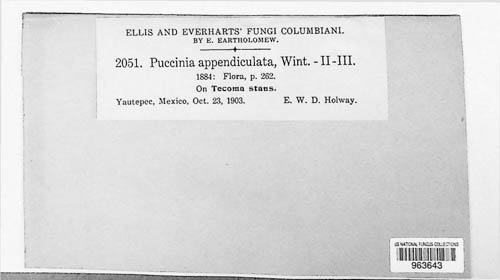 ELLIS AND EVERHARTS' FUNGI COLUMBIANI.
BY E. BARTHOLOMEW.
2051. Puccinia appendiculata, Wint. - II-III.
1884: Flora, p. 262.
On Tecoma stans.
Yautepec, Mexico, Oct. 23, 1903. E. W. D. Holway.
US NATIONAL FUNGUS COLLECTIONS
963643